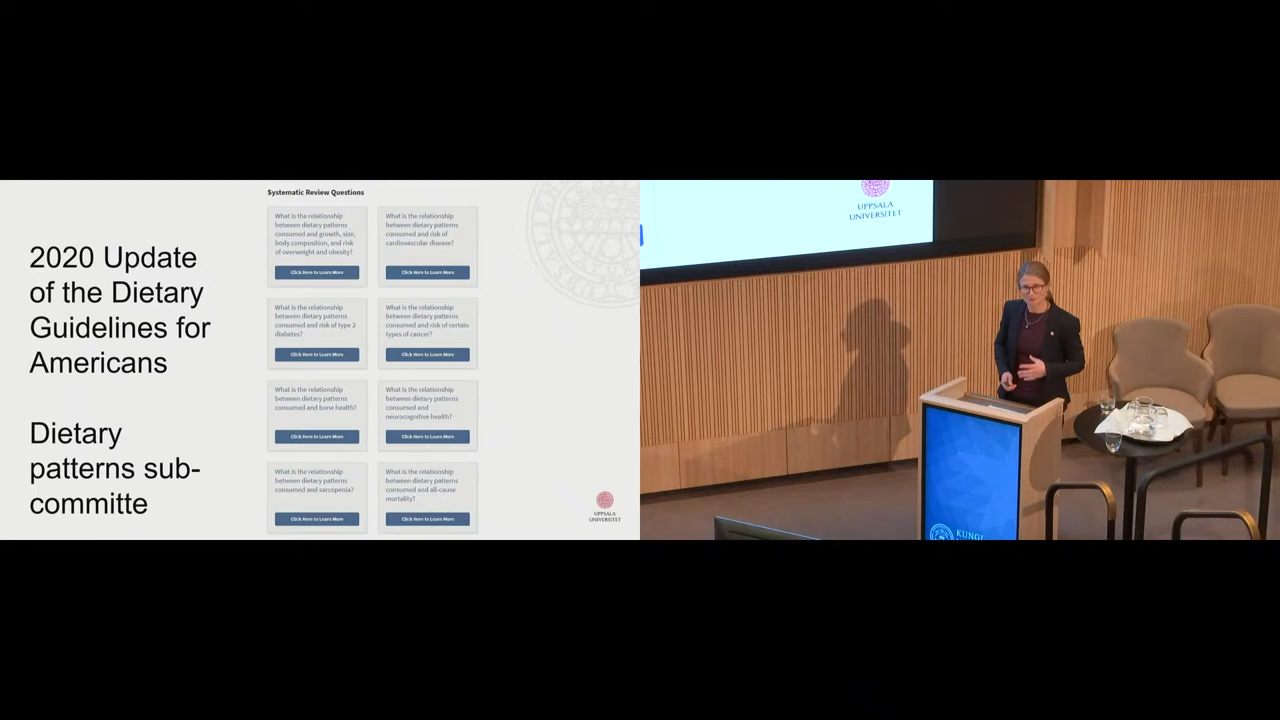 2020 Update
of the Dietary
Guidelines for
Americans
Dietary
patterns sub-
committe
Systematic Review Questions
What is the relationship
between dietary patterns
consumed and growth, size,
body composition, and risk
of overweight and obesity?
Click Here to Learn More
What is the relationship
between dietary patterns
consumed and risk of
cardiovascular disease?
Click Here to Learn More
What is the relationship
between dietary patterns
consumed and risk of type 2
diabetes?
Click Here to Learn More
What is the relationship
between dietary patterns
consumed and risk of certain
types of cancer?
Click Here to Learn More
What is the relationship
between dietary patterns
consumed and bone health?
Click Here to Learn More
What is the relationship
between dietary patterns
consumed and
neurocognitive health?
Click Here to Learn More
What is the relationship
between dietary patterns
consumed and sarcopenia?
Click Here to Learn More
What is the relationship
between dietary patterns
consumed and all-cause
mortality?
Click Here to Learn More
UPPSALA
UNIVERSITET
UPPSALA
UNIVERSITET
KUNGL